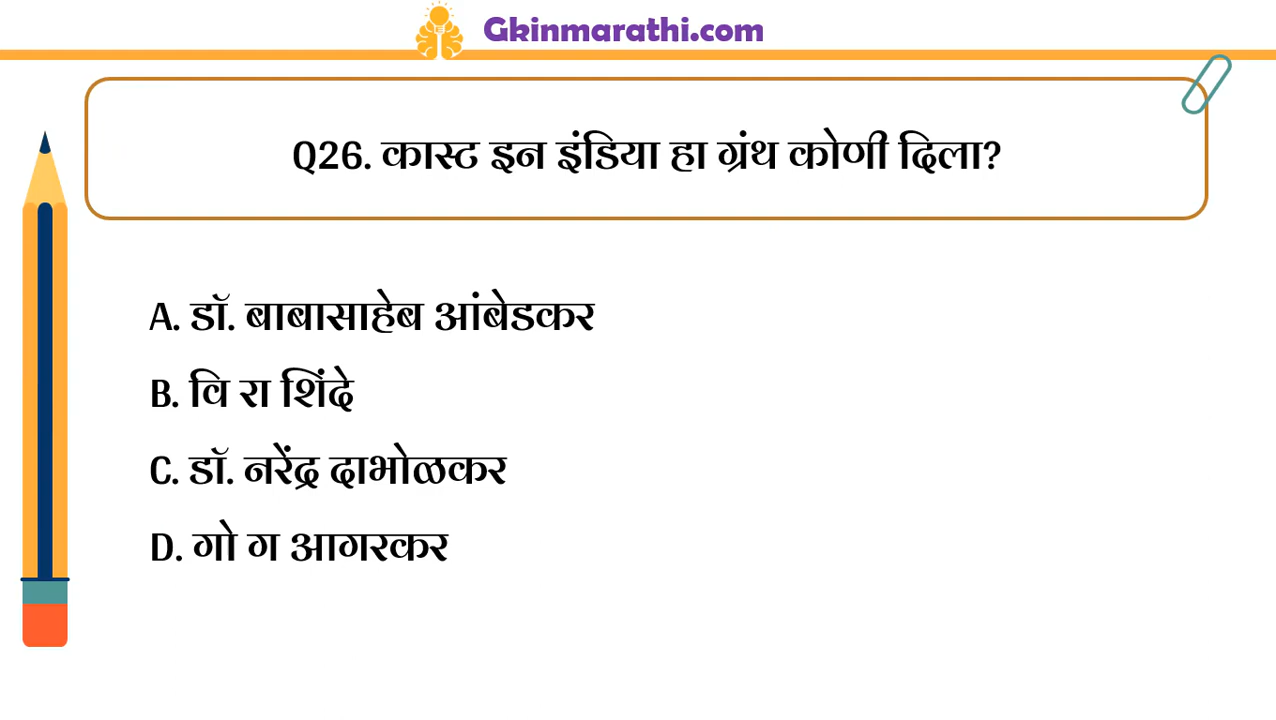 Gkinmarathi.com
Q26. कास्ट इन इंडिया हा ग्रंथ कोणी दिला?
A. डॉ. बाबासाहेब आंबेडकर
B. वि रा शिंदे
C. डॉ. नरेंद्र दाभोळकर
D. गो ग आगरकर